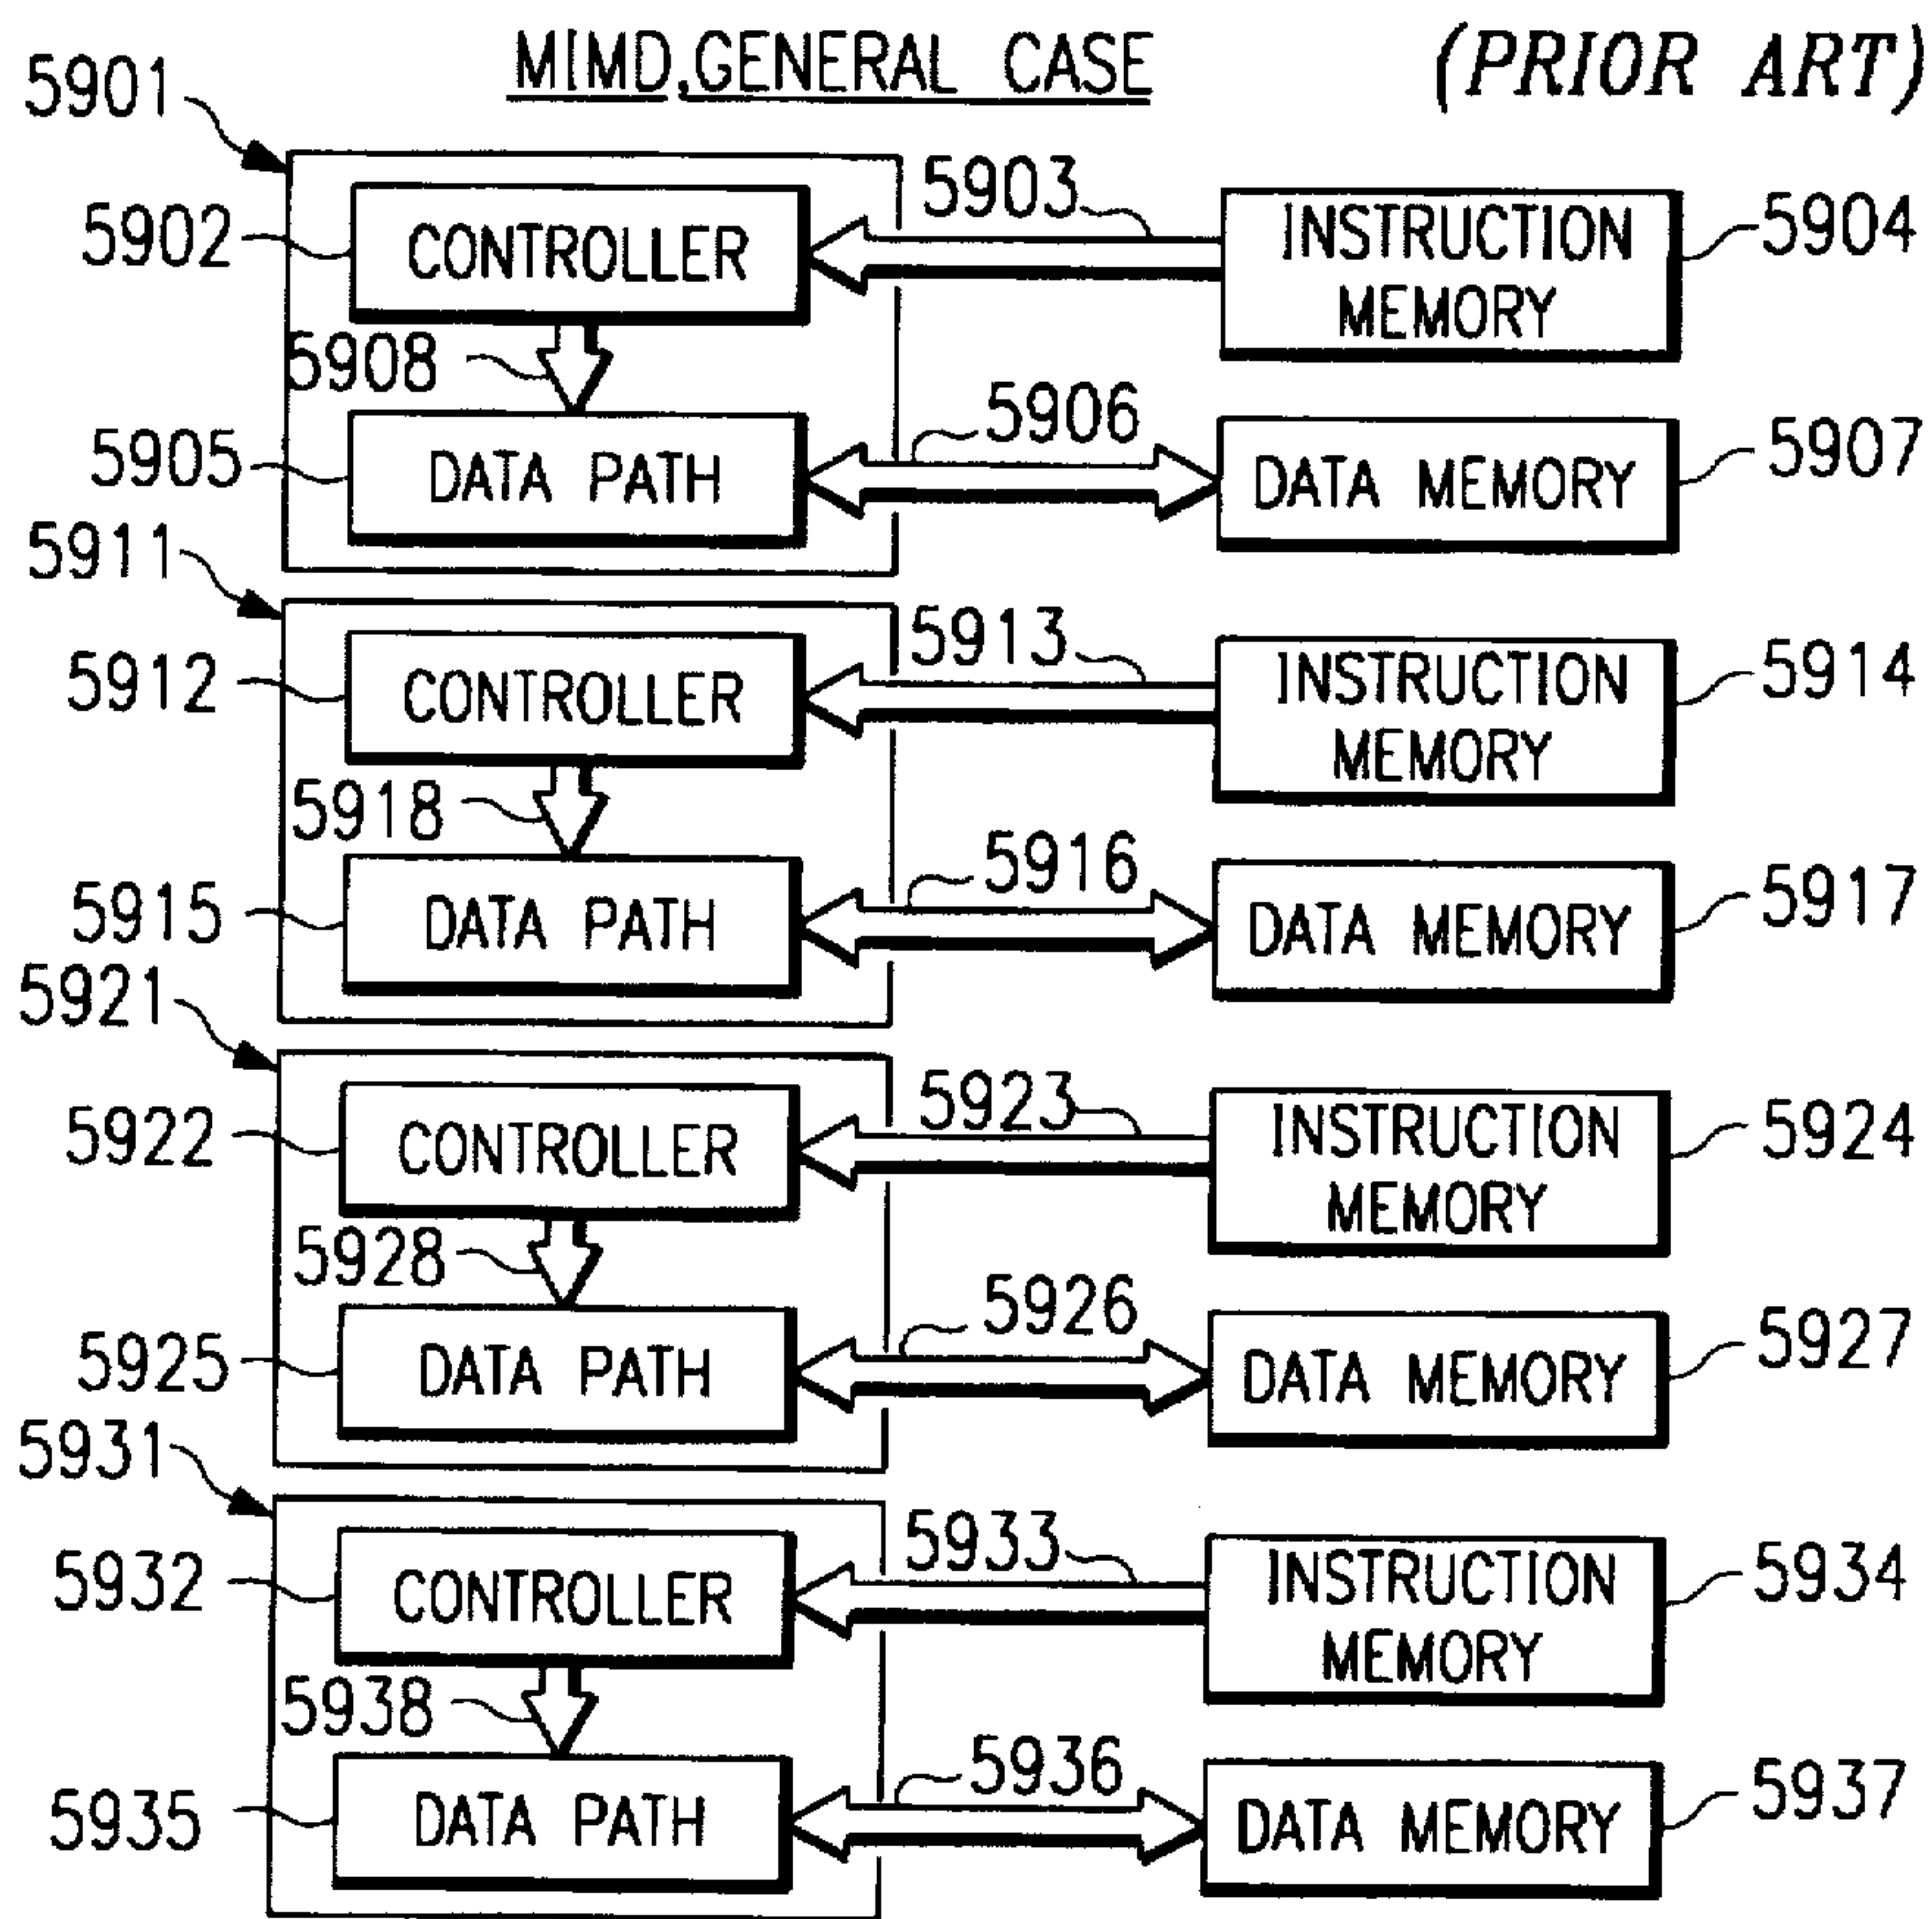 MIMD,GENERAL CASE
(PRIOR ART)
5901
5902
CONTROLLER
5903
INSTRUCTION
MEMORY
5904
5908
5905
DATA PATH
5906
DATA MEMORY
5907
5911
5912
CONTROLLER
5913
INSTRUCTION
MEMORY
5914
5918
5915
DATA PATH
5916
DATA MEMORY
5917
5921
5922
CONTROLLER
5923
INSTRUCTION
MEMORY
5924
5928
5925
DATA PATH
5926
DATA MEMORY
5927
5931
5932
CONTROLLER
5933
INSTRUCTION
MEMORY
5934
5938
5935
DATA PATH
5936
DATA MEMORY
5937